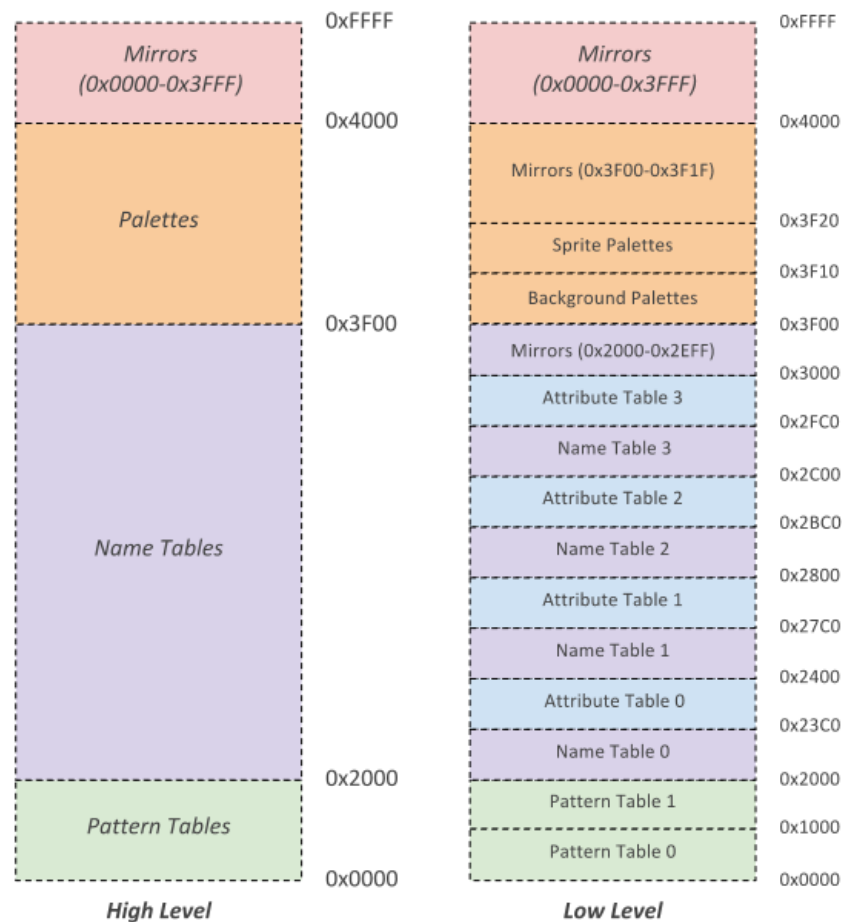 0xFFFF
Mirrors
(0x0000-0x3FFF)
0x4000
Palettes
0x3F00
Name Tables
0x2000
Pattern Tables
0x0000
High Level
0xFFFF
Mirrors
(0x0000-0x3FFF)
0x4000
Mirrors (0x3F00-0x3F1F)
0x3F20
Sprite Palettes
0x3F10
Background Palettes
0x3F00
Mirrors (0x2000-0x2EFF)
0x3000
Attribute Table 3
0x2FC0
Name Table 3
0x2C00
Attribute Table 2
0x2BC0
Name Table 2
0x2800
Attribute Table 1
0x27C0
Name Table 1
0x2400
Attribute Table 0
0x23C0
Name Table 0
0x2000
Pattern Table 1
0x1000
Pattern Table 0
0x0000
Low Level